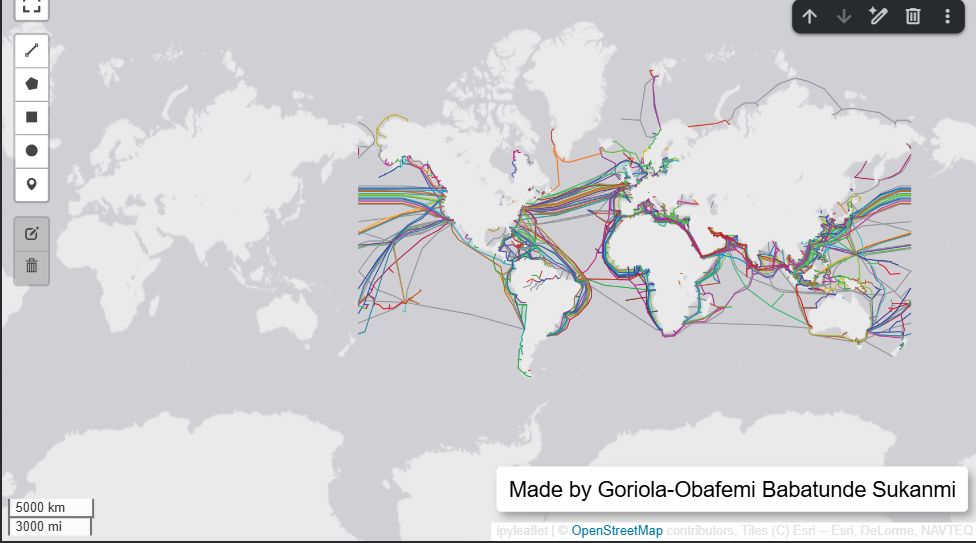 Made by Goriola-Obafemi Babatunde Sukanmi
5000 km
3000 mi
ipyleaflet | © OpenStreetMap contributors, Tiles (C) Esri – Esri, DeLorme, NAVTEQ